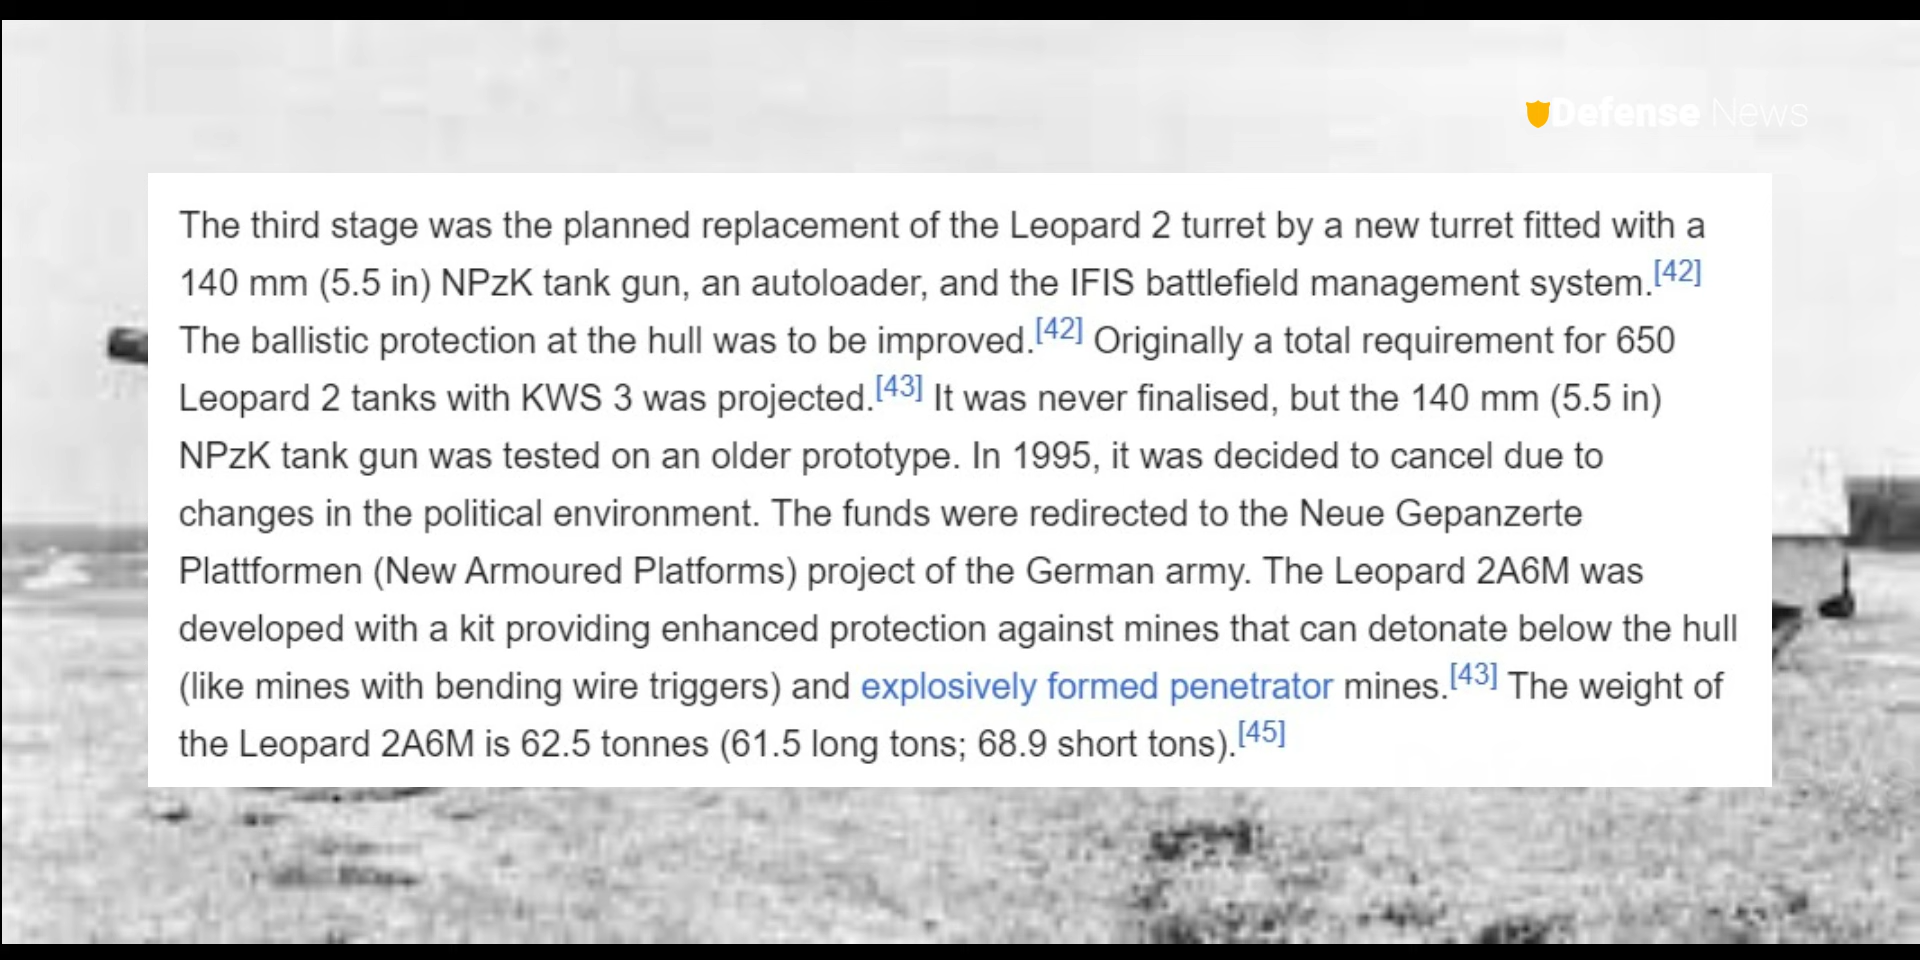 Defense News
The third stage was the planned replacement of the Leopard 2 turret by a new turret fitted with a
140 mm (5.5 in) NPzK tank gun, an autoloader, and the IFIS battlefield management system.[42]
The ballistic protection at the hull was to be improved.[42] Originally a total requirement for 650
Leopard 2 tanks with KWS 3 was projected.[43] It was never finalised, but the 140 mm (5.5 in)
NPzK tank gun was tested on an older prototype. In 1995, it was decided to cancel due to
changes in the political environment. The funds were redirected to the Neue Gepanzerte
Plattformen (New Armoured Platforms) project of the German army. The Leopard 2A6M was
developed with a kit providing enhanced protection against mines that can detonate below the hull
(like mines with bending wire triggers) and explosively formed penetrator mines.[43] The weight of
the Leopard 2A6M is 62.5 tonnes (61.5 long tons; 68.9 short tons).[45]